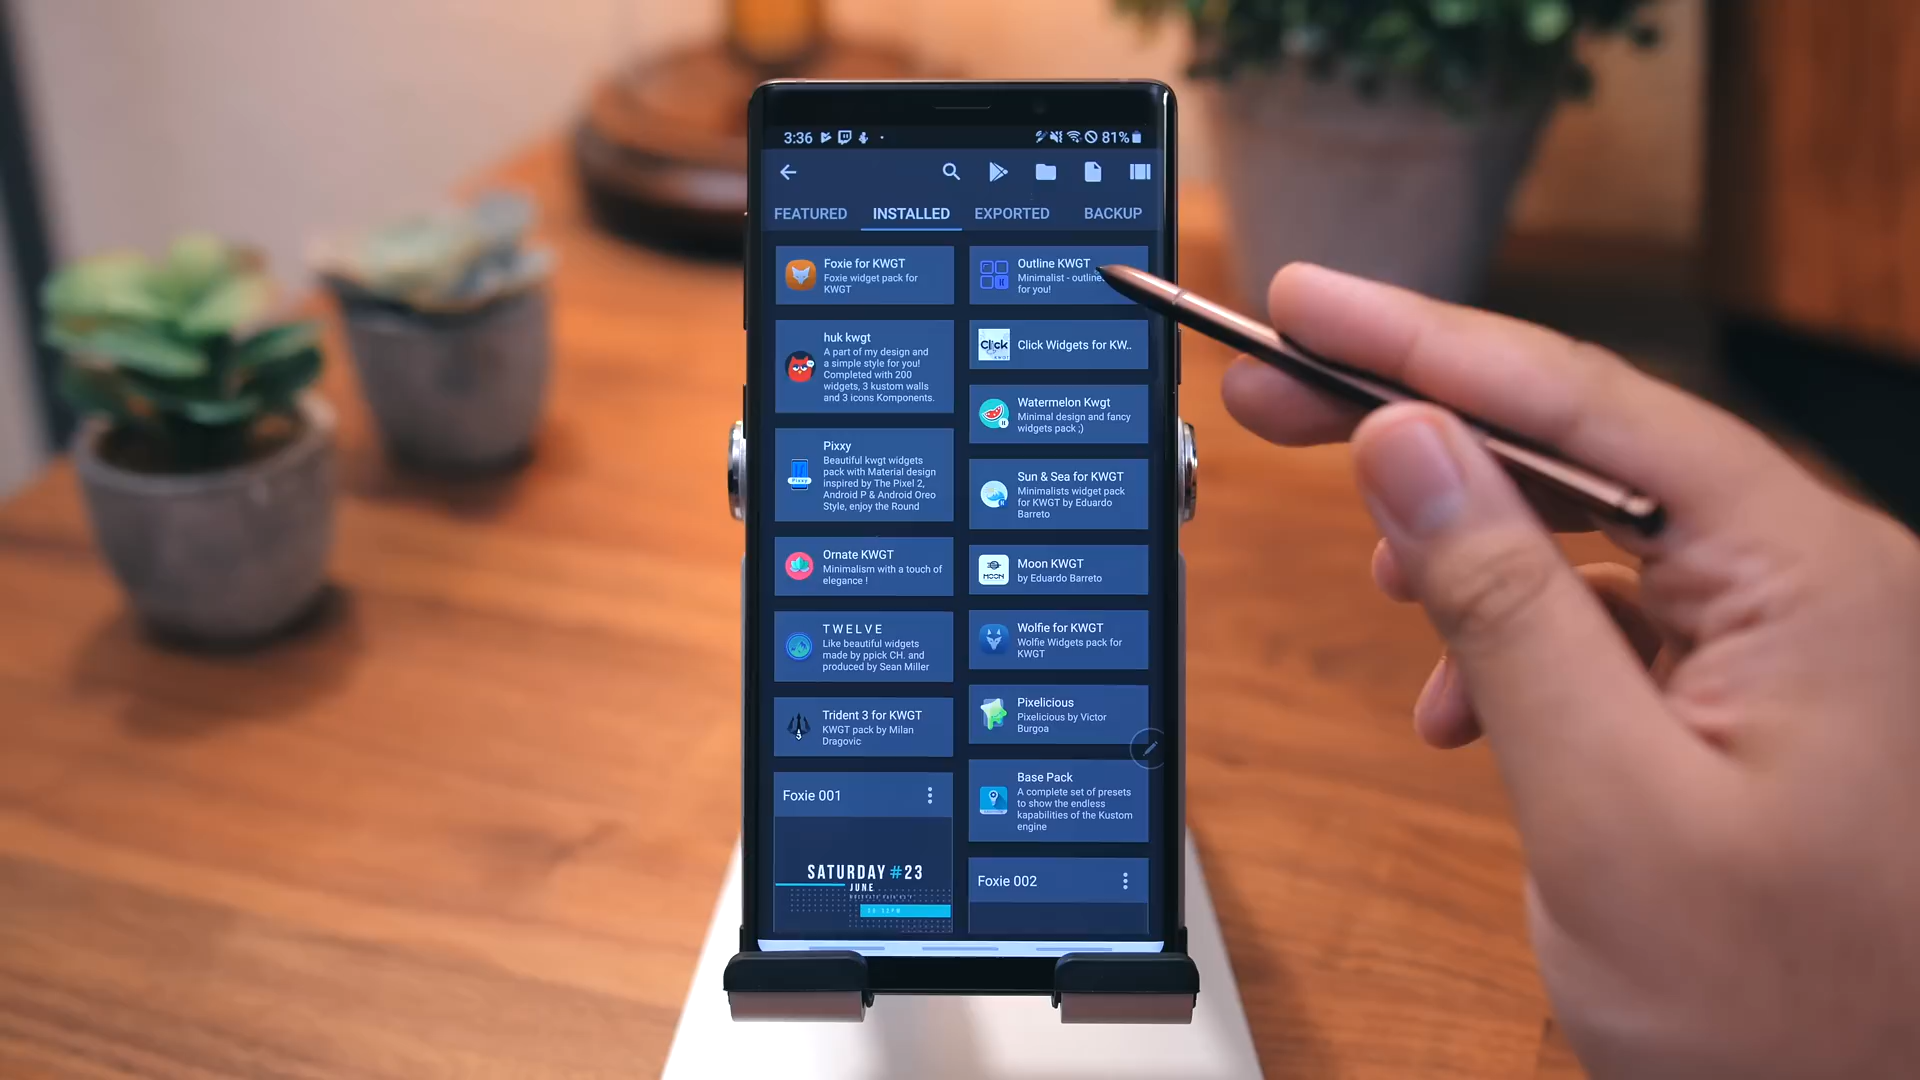 3:36
81%
FEATURED
INSTALLED
EXPORTED
BACKUP
Foxie for KWGT
Foxie widget pack for
KWGT
huk kwgt
A part of my design and
a simple style for you!
Completed with 200
widgets, 3 kustom walls
and 3 icons Komponents.
Pixxy
Pixxy
Beautiful kwgt widgets
pack with Material design
inspired by The Pixel 2,
Android P & Android Oreo
Style, enjoy the Round
Ornate KWGT
Minimalism with a touch of
elegance !
TWELVE
Like beautiful widgets
made by ppick CH. and
produced by Sean Miller
3
Trident 3 for KWGT
KWGT pack by Milan
Dragovic
Foxie 001
SATURDAY #23
JUNE
Outline KWGT
Minimalist - outline
for you!
Click
KWGT
Click Widgets for KW..
Watermelon Kwgt
Minimal design and fancy
widgets pack ;)
Sun & Sea for KWGT
Minimalists widget pack
for KWGT by Eduardo
Barreto
MOON
Moon KWGT
by Eduardo Barreto
Wolfie for KWGT
Wolfie Widgets pack for
KWGT
Pixelicious
Pixelicious by Victor
Burgoa
Base Pack
A complete set of presets
to show the endless
kapabilities of the Kustom
engine
Foxie 002